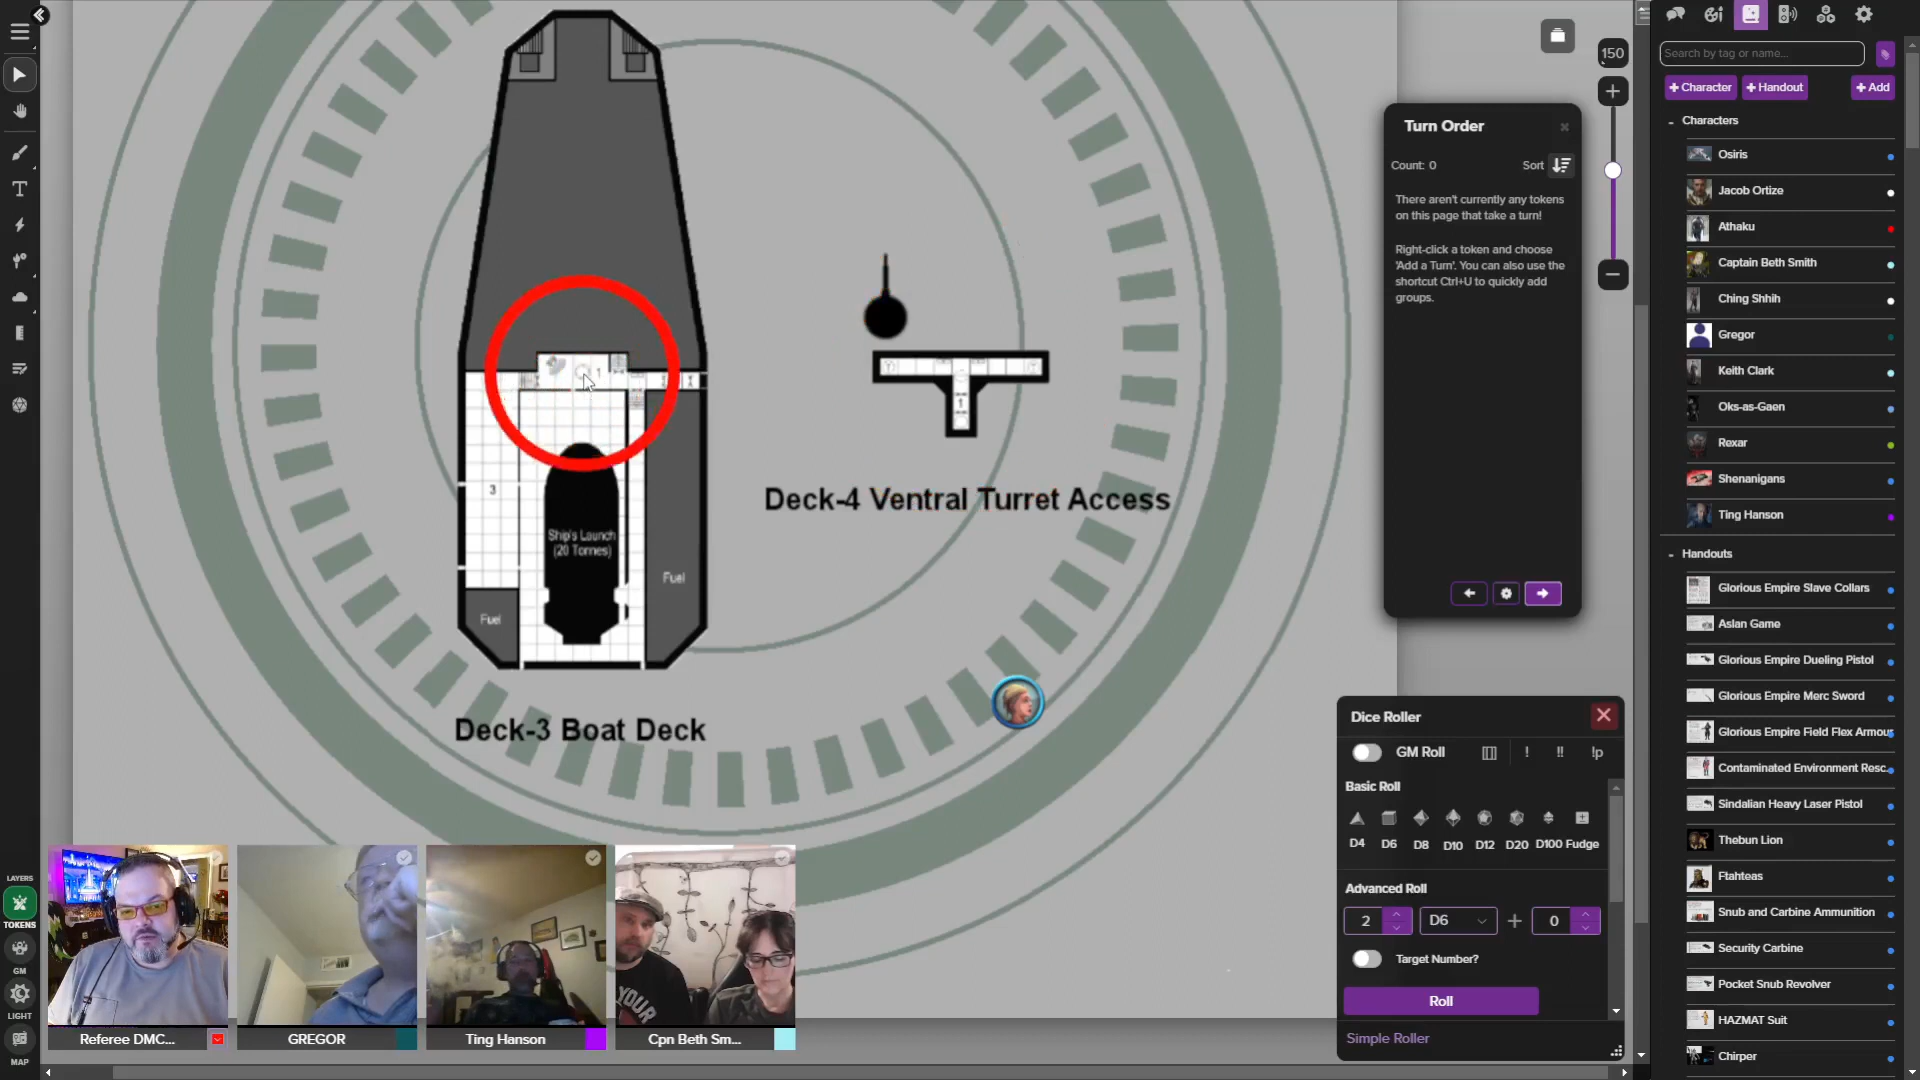 150
Search by tag or name...
+ Character
+ Handout
+ Add
Characters
Osiris
Jacob Ortize
Athaku
Captain Beth Smith
Ching Shhih
Gregor
Keith Clark
Oks-as-Gaen
Rexar
Shenanigans
Ting Hanson
Handouts
Glorious Empire Slave Collars
Aslan Game
Glorious Empire Dueling Pistol
Glorious Empire Merc Sword
Glorious Empire Field Flex Armour
Contaminated Environment Resc..
Sindalian Heavy Laser Pistol
Thebun Lion
Ftahteas
Snub and Carbine Ammunition
Security Carbine
Pocket Snub Revolver
HAZMAT Suit
Chirper
Turn Order
Count: 0
Sort
There aren't currently any tokens
on this page that take a turn!
Right-click a token and choose
'Add a Turn'. You can also use the
shortcut Ctrl+U to quickly add
groups.
1
3
Ship's Launch
(20 Tonnes)
Fuel
Fuel
Deck-3 Boat Deck
1
Deck-4 Ventral Turret Access
Dice Roller
GM Roll
! !! !p
Basic Roll
D4 D6 D8 D10 D12 D20 D100 Fudge
Advanced Roll
2 D6 + 0
Target Number?
Roll
Simple Roller
LAYERS
TOKENS
GM
LIGHT
MAP
YOUR
Referee DMC...
GREGOR
Ting Hanson
Cpn Beth Sm...